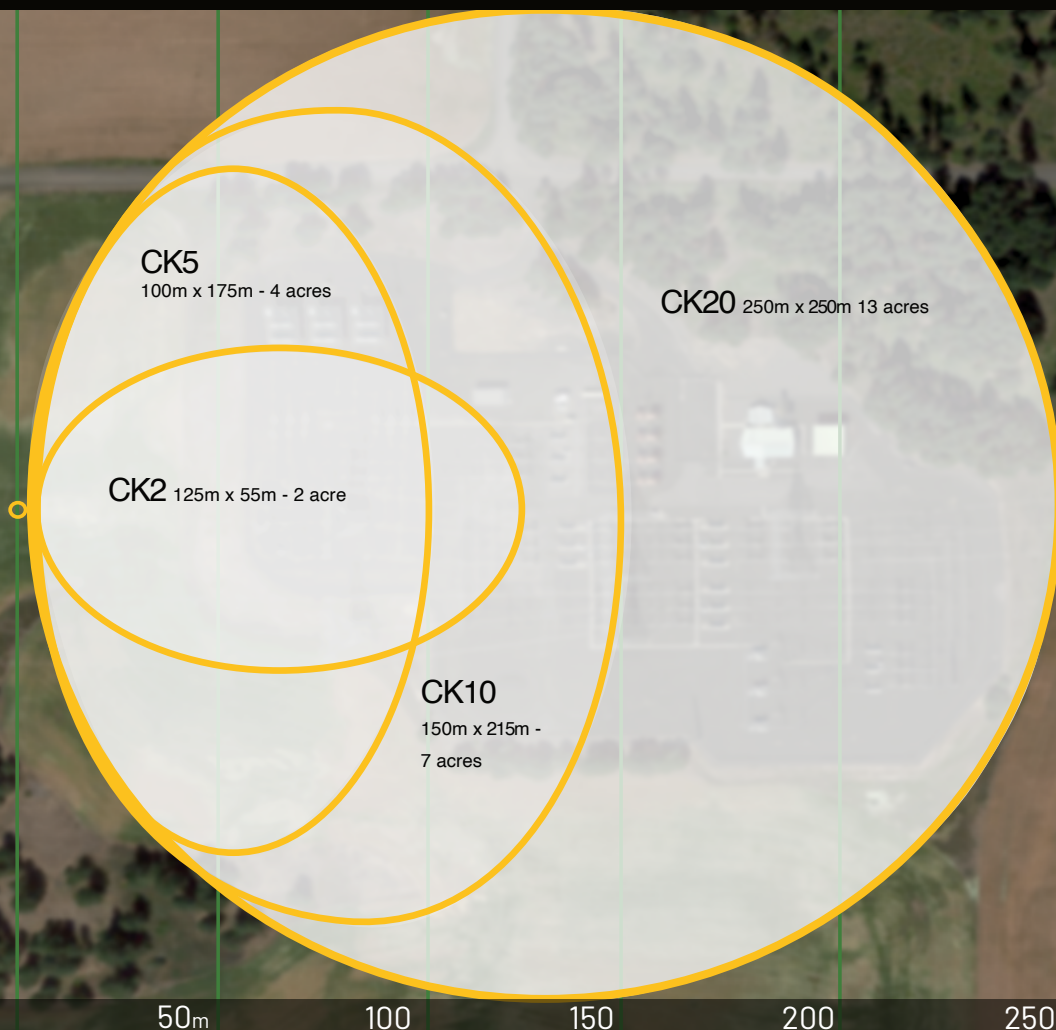 CK5
100m x 175m - 4 acres
CK20 250m x 250m 13 acres
CK2 125m x 55m - 2 acre
CK10
150m x 215m -
7 acres
50m 100 150 200 250